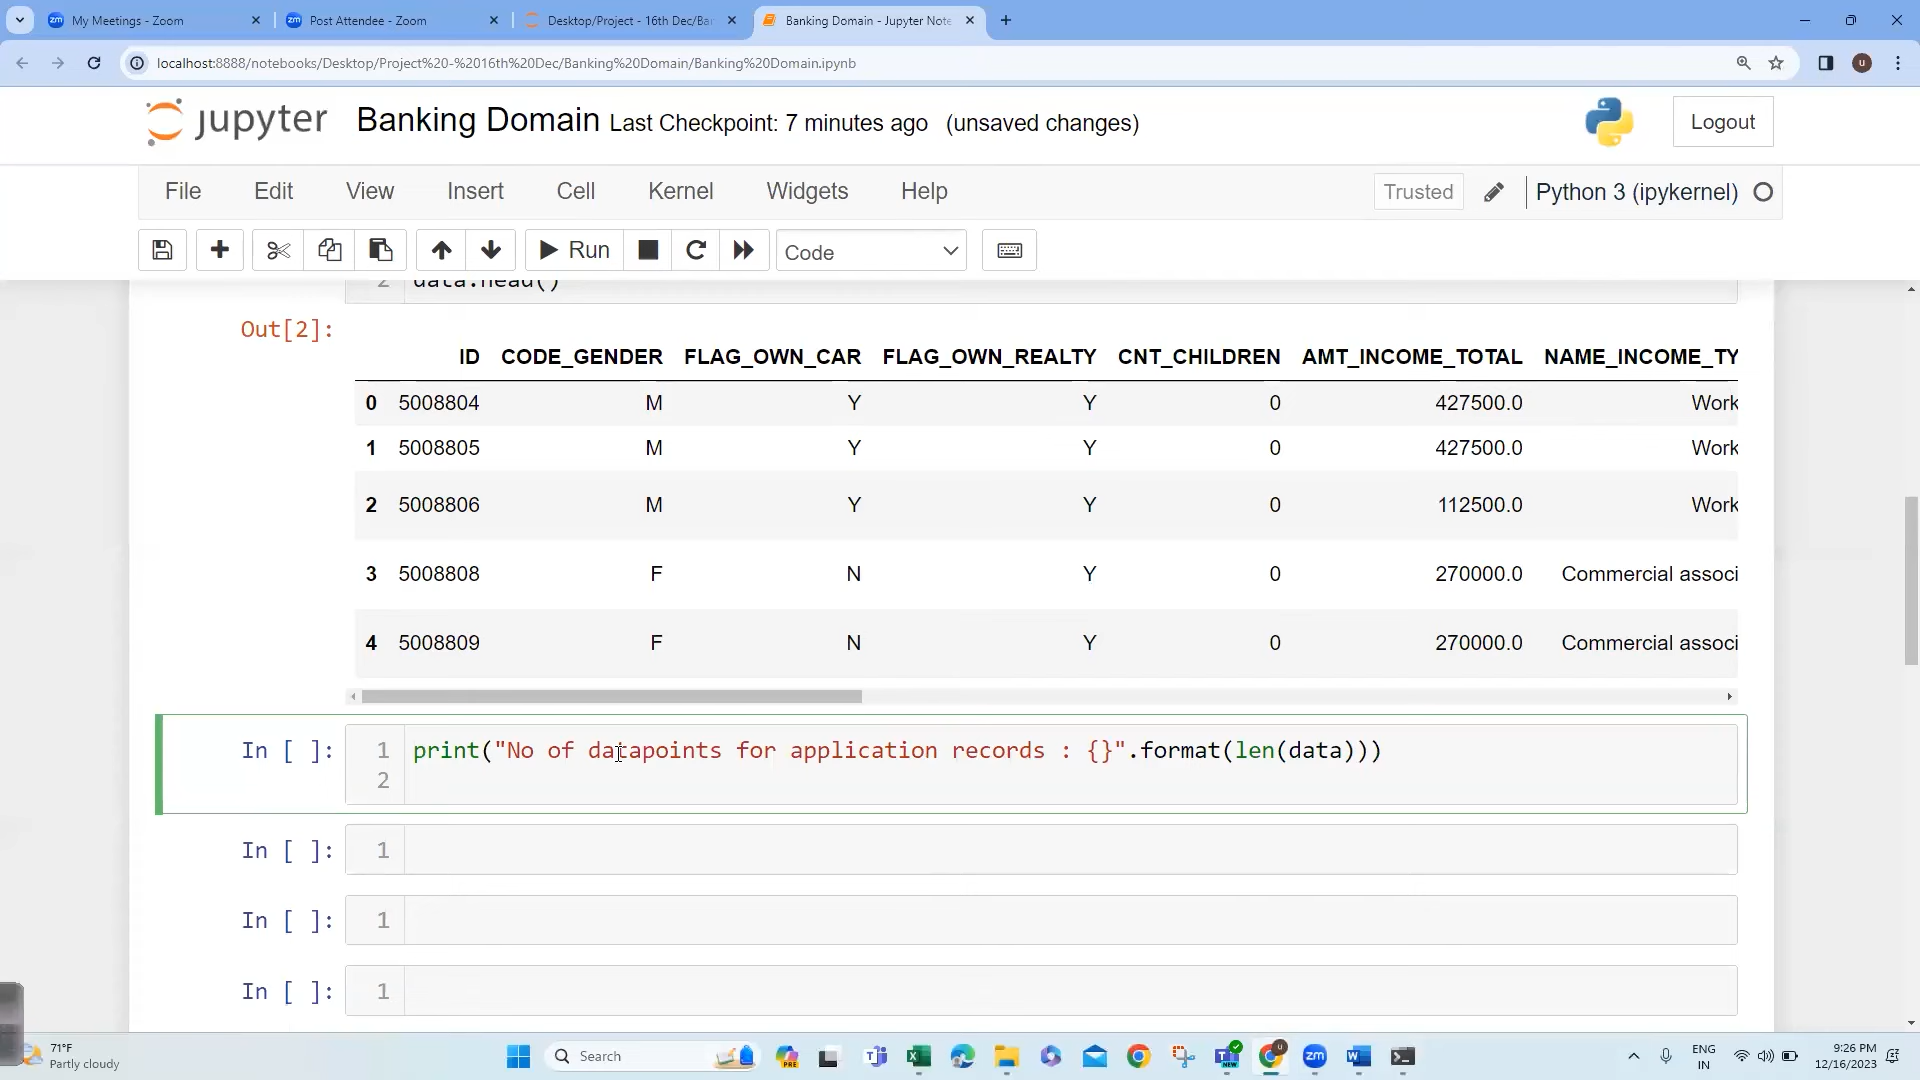 My Meetings - Zoom
Post Attendee - Zoom
Desktop/Project - 16th Dec/Ba
Banking Domain - Jupyter Note
localhost:8888/notebooks/Desktop/Project%20-%2016th%20Dec/Banking%20Domain/Banking%20Domain.ipynb
jupyter Banking Domain Last Checkpoint: 7 minutes ago (unsaved changes)
Logout
File Edit View Insert Cell Kernel Widgets Help
Trusted
Python 3 (ipykernel)
Run
Code
2 data.head()
Out[2]:
ID CODE_GENDER FLAG_OWN_CAR FLAG_OWN_REALTY CNT_CHILDREN AMT_INCOME_TOTAL NAME_INCOME_TY
0 5008804 M Y Y 0 427500.0 Work
1 5008805 M Y Y 0 427500.0 Work
2 5008806 M Y Y 0 112500.0 Work
3 5008808 F N Y 0 270000.0 Commercial associ
4 5008809 F N Y 0 270000.0 Commercial associ
In [ ]: 1 print("No of datapoints for application records : {}".format(len(data)))
2
In [ ]: 1
In [ ]: 1
In [ ]: 1
71°F
Partly cloudy
Search
ENG
IN
9:26 PM
12/16/2023